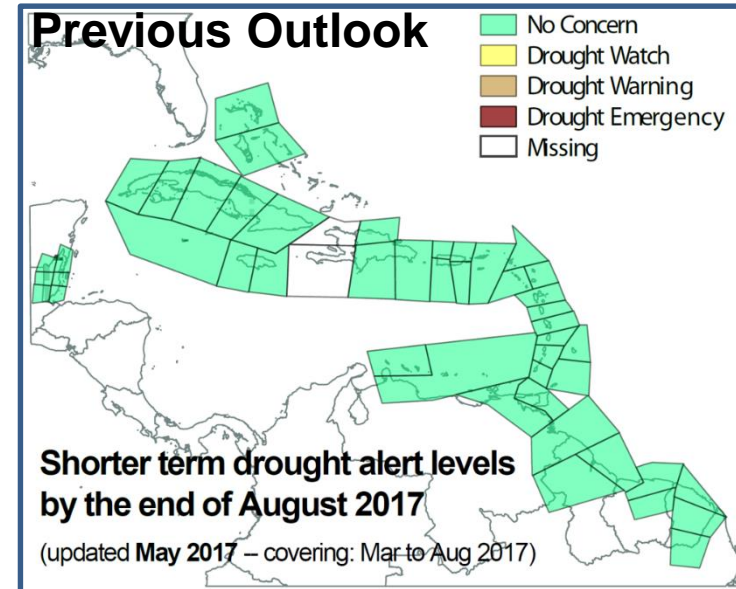 Previous Outlook
No Concern
Drought Watch
Drought Warning
Drought Emergency
Missing
Shorter term drought alert levels
by the end of August 2017
(updated May 2017 – covering: Mar to Aug 2017)